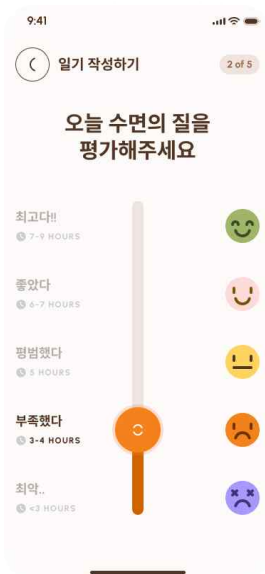 9:41
일기 작성하기
2 of 5
오늘 수면의 질을
평가해주세요
최고다!!
7-9 HOURS
좋았다
6-7 HOURS
평범했다
5 HOURS
부족했다
3-4 HOURS
최악..
<3 HOURS